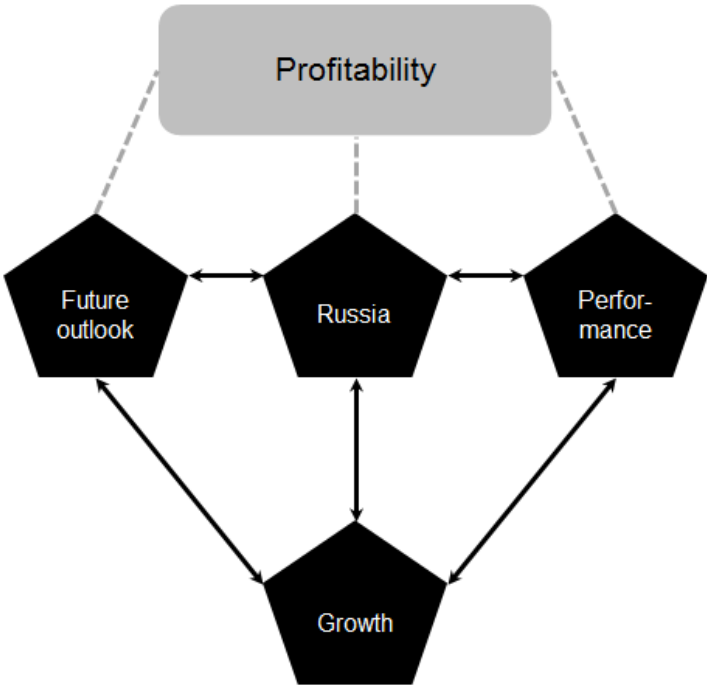 Profitability
Future
outlook
Russia
Perfor-
mance
Growth